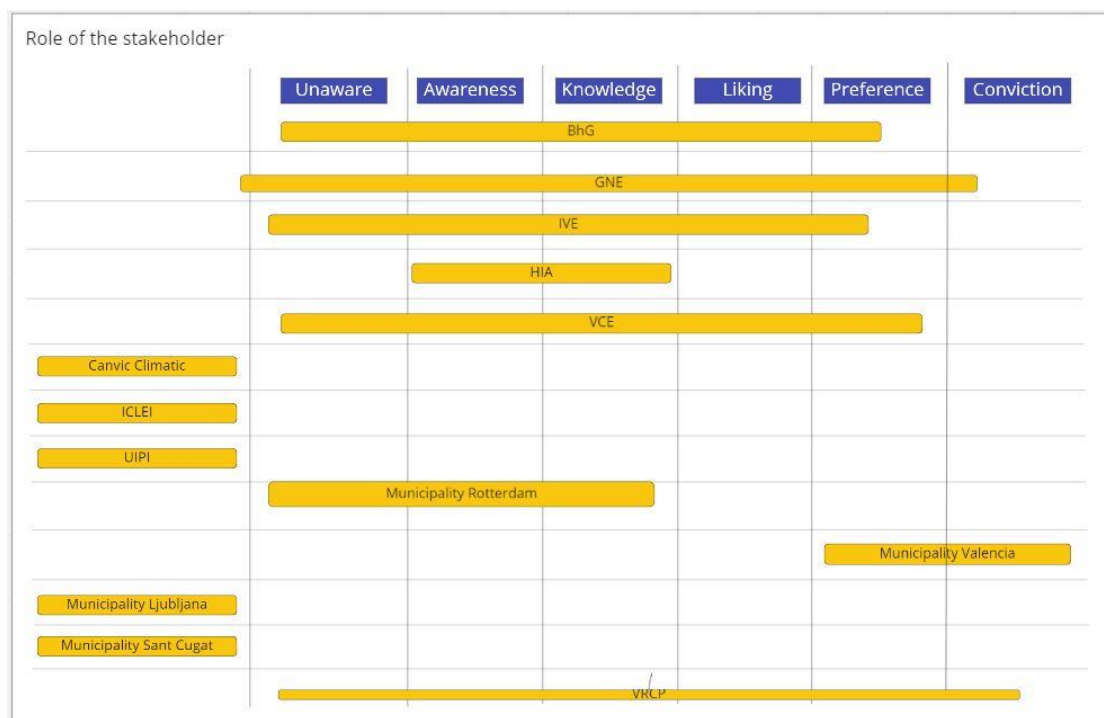 Role of the stakeholder
Unaware Awareness Knowledge Liking Preference Conviction
BhG
GNE
IVE
HIA
VCE
Canvic Climatic
ICLEI
UIPI
Municipality Rotterdam
Municipality Valencia
Municipality Ljubljana
Municipality Sant Cugat
VRCP